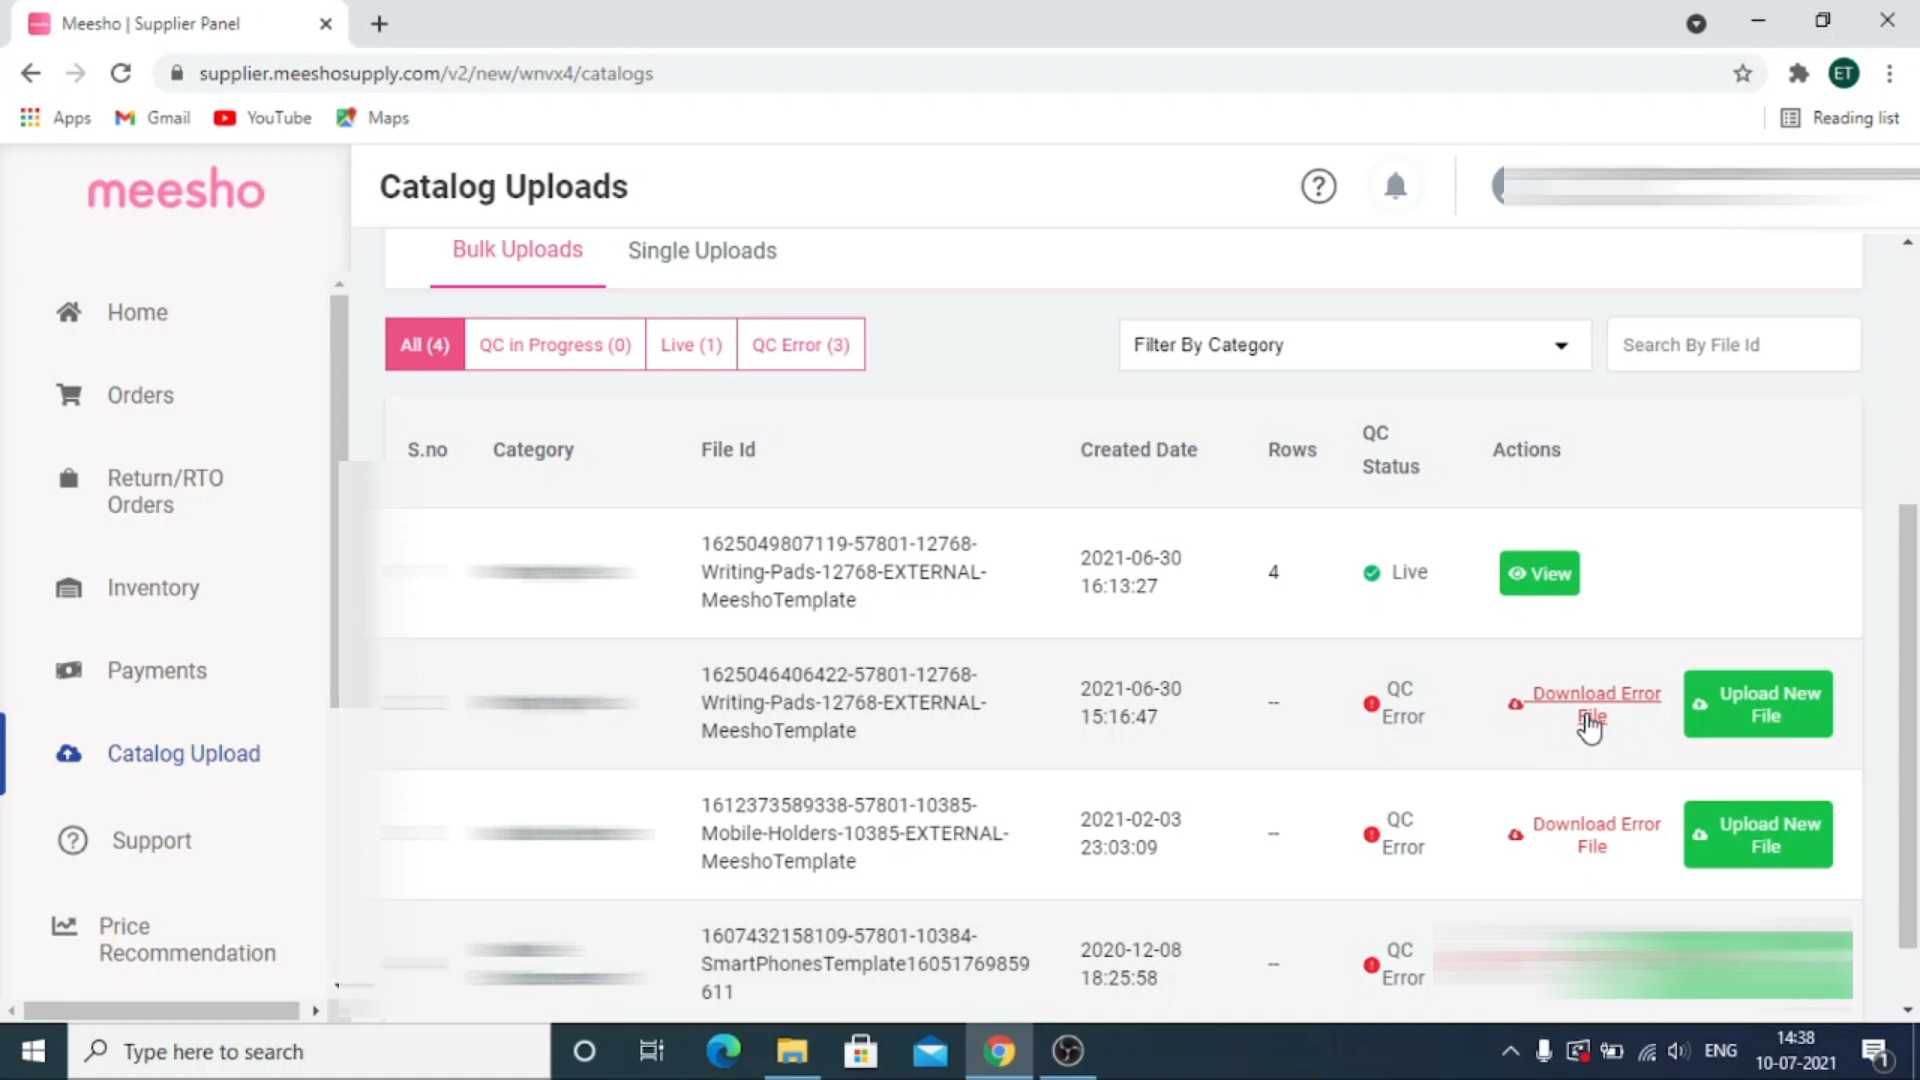 Meesho | Supplier Panel
supplier.meeshosupply.com/v2/new/wnvx4/catalogs
ET
Apps
Gmail
YouTube
Maps
Reading list
meesho
Catalog Uploads
Bulk Uploads
Single Uploads
Home
Orders
Return/RTO
Orders
Inventory
Payments
Catalog Upload
Support
Price
Recommendation
All (4)
QC in Progress (0)
Live (1)
QC Error (3)
Filter By Category
Search By File Id
S.no
Category
File Id
Created Date
Rows
QC
Status
Actions
1625049807119-57801-12768-
Writing-Pads-12768-EXTERNAL-
MeeshoTemplate
2021-06-30
16:13:27
4
Live
View
1625046406422-57801-12768-
Writing-Pads-12768-EXTERNAL-
MeeshoTemplate
2021-06-30
15:16:47
--
QC
Error
Download Error
File
Upload New
File
1612373589338-57801-10385-
Mobile-Holders-10385-EXTERNAL-
MeeshoTemplate
2021-02-03
23:03:09
--
QC
Error
Download Error
File
Upload New
File
1607432158109-57801-10384-
SmartPhonesTemplate16051769859
611
2020-12-08
18:25:58
--
QC
Error
Type here to search
ENG
14:38
10-07-2021
1